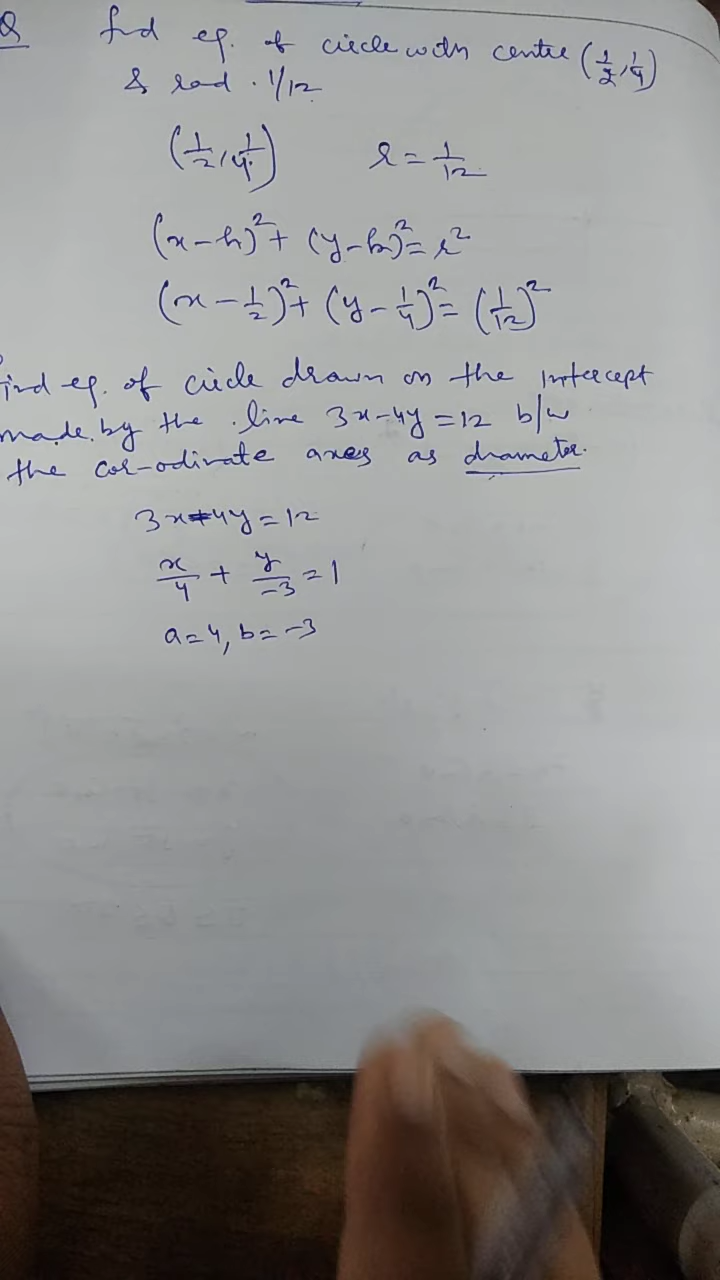 Q find eq. of circle with centre (1/2, 1/4)
& rad. 1/12
(1/2, 1/4) r = 1/12
(x-h)² + (y-k)² = r²
(x - 1/2)² + (y - 1/4)² = (1/12)²
ind eq. of circle drawn on the intercept
made by the line 3x-4y = 12 b/w
the cor-odinate axes as diameter.
3x-4y = 12
x/4 + y/-3 = 1
a=4, b=-3